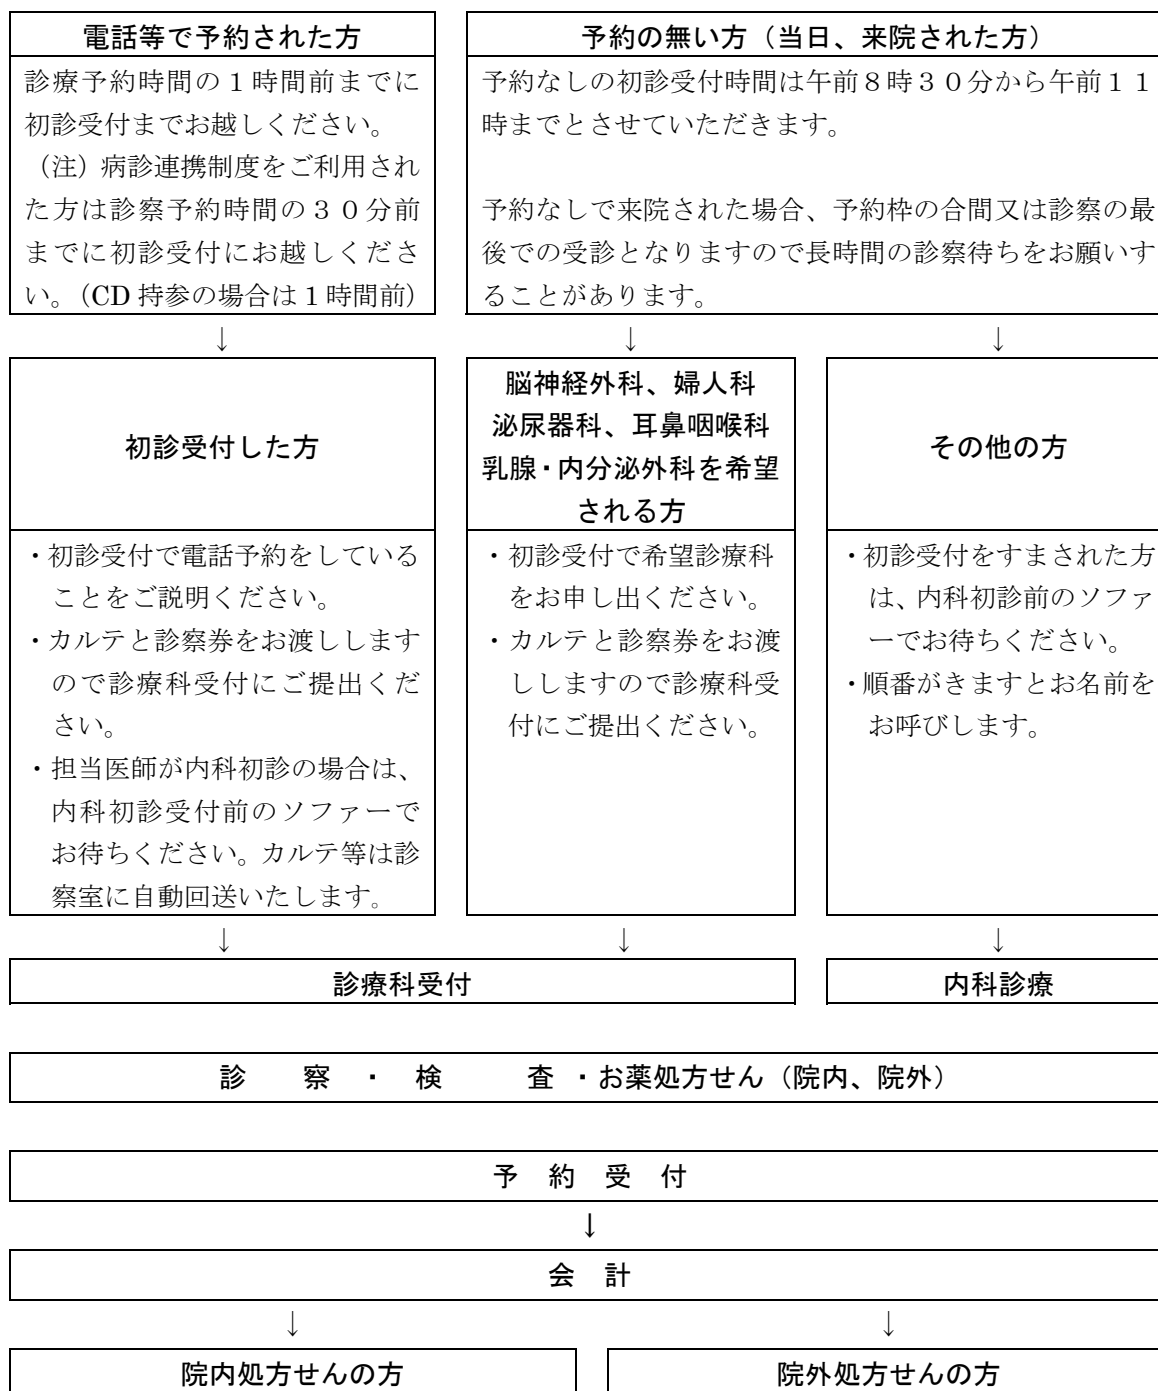 電話等で予約された方
診療予約時間の１時間前までに
初診受付までお越しください。
（注）病診連携制度をご利用され
た方は診察予約時間の３０分前
までに初診受付にお越しくださ
い。（CD 持参の場合は１時間前）
予約の無い方（当日、来院された方）
予約なしの初診受付時間は午前８時３０分から午前１１
時までとさせていただきます。
予約なしで来院された場合、予約枠の合間又は診察の最
後での受診となりますので長時間の診察待ちをお願いす
ることがあります。
↓
↓
↓
初診受付した方
・初診受付で電話予約をしている
ことをご説明ください。
・カルテと診察券をお渡しします
ので診療科受付にご提出くだ
さい。
・担当医師が内科初診の場合は、
内科初診受付前のソファーで
お待ちください。カルテ等は診
察室に自動回送いたします。
脳神経外科、婦人科
泌尿器科、耳鼻咽喉科
乳腺・内分泌外科を希望
される方
・初診受付で希望診療科
をお申し出ください。
・カルテと診察券をお渡
ししますので診療科受
付にご提出ください。
その他の方
・初診受付をすまされた方
は、内科初診前のソファ
ーでお待ちください。
・順番がきますとお名前を
お呼びします。
↓
↓
↓
診療科受付
内科診療
診　察　・　検　査　・お薬処方せん（院内、院外）
予　約　受　付
↓
会　計
↓
↓
院内処方せんの方
院外処方せんの方